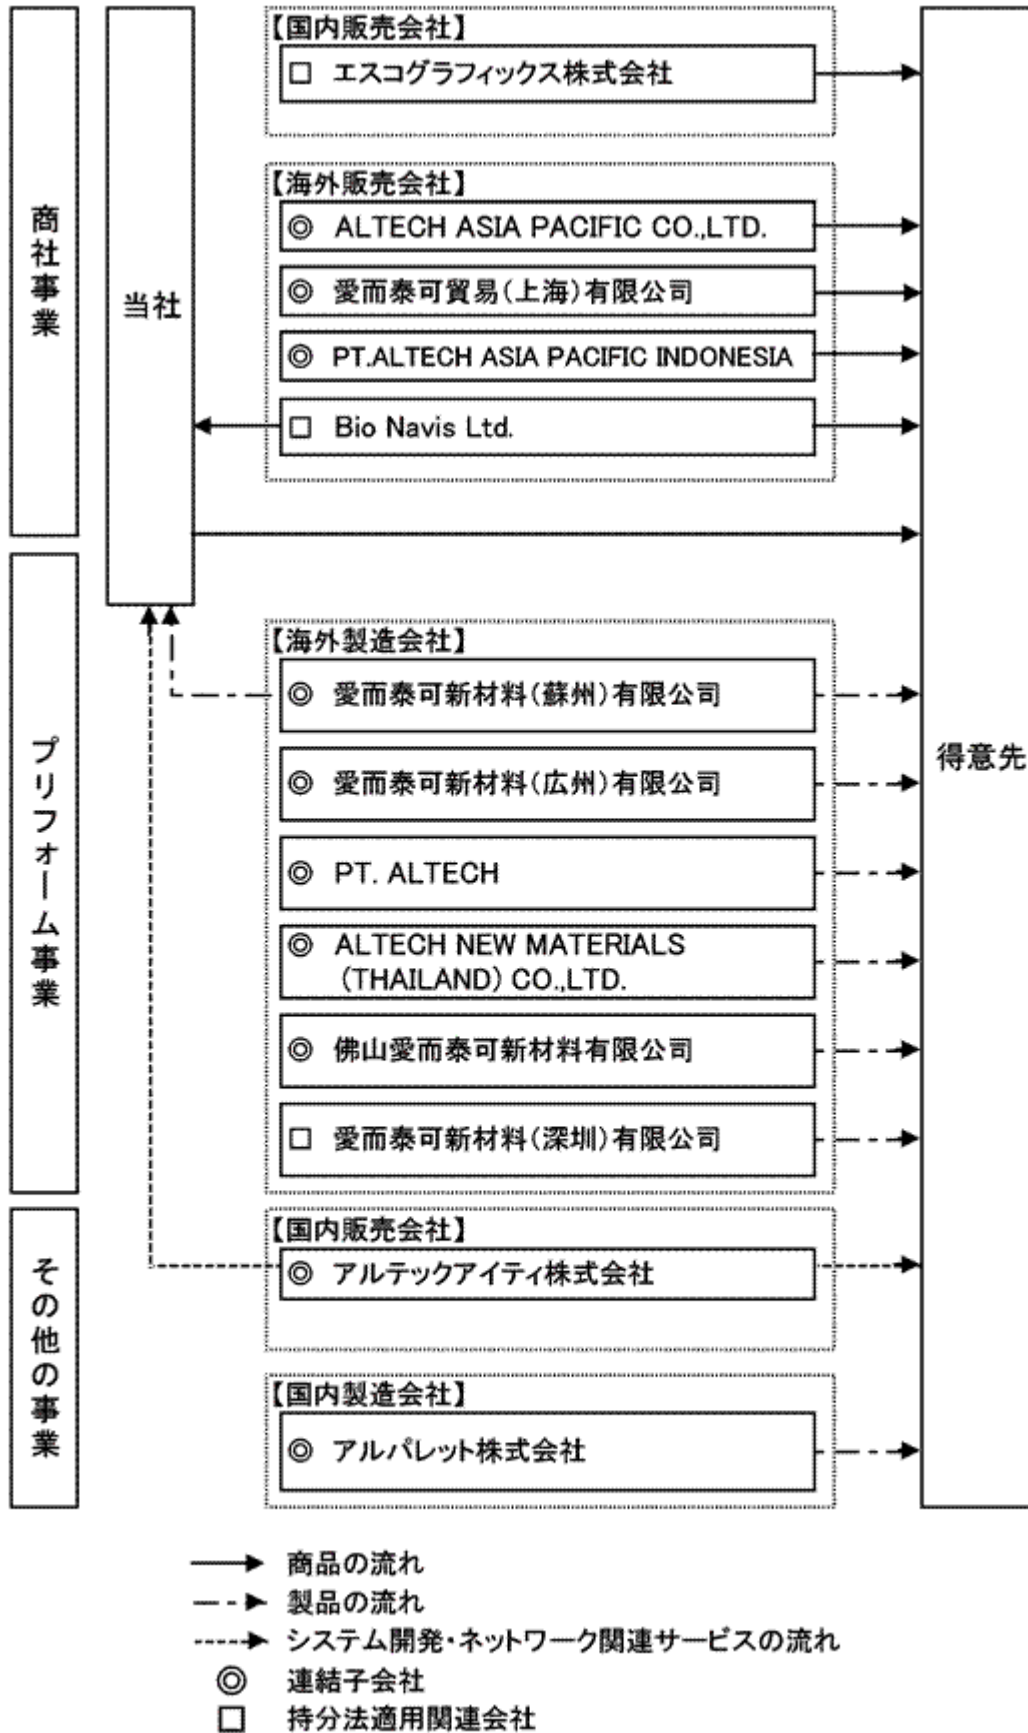 商社事業
当社
【国内販売会社】
□ エスコグラフィックス株式会社
【海外販売会社】
◎ ALTECH ASIA PACIFIC CO.,LTD.
◎ 愛而泰可貿易(上海)有限公司
◎ PT.ALTECH ASIA PACIFIC INDONESIA
□ Bio Navis Ltd.
得意先
プリフォーム事業
【海外製造会社】
◎ 愛而泰可新材料(蘇州)有限公司
◎ 愛而泰可新材料(広州)有限公司
◎ PT. ALTECH
◎ ALTECH NEW MATERIALS
(THAILAND) CO.,LTD.
◎ 佛山愛而泰可新材料有限公司
□ 愛而泰可新材料(深圳)有限公司
その他の事業
【国内販売会社】
◎ アルテックアイティ株式会社
【国内製造会社】
◎ アルパレット株式会社
商品の流れ
製品の流れ
システム開発・ネットワーク関連サービスの流れ
◎ 連結子会社
□ 持分法適用関連会社